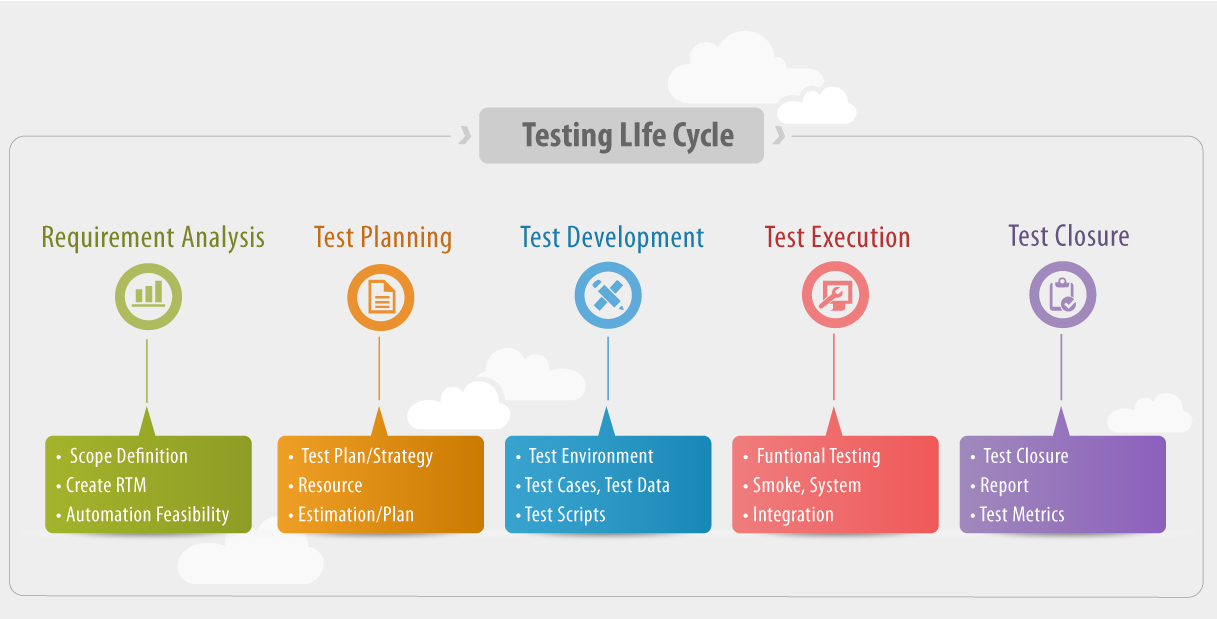 Testing LIfe Cycle
Requirement Analysis
Test Planning
Test Development
Test Execution
Test Closure
• Scope Definition
• Create RTM
• Automation Feasibility
• Test Plan/Strategy
• Resource
• Estimation/Plan
• Test Environment
• Test Cases, Test Data
• Test Scripts
• Funtional Testing
• Smoke, System
• Integration
• Test Closure
• Report
• Test Metrics